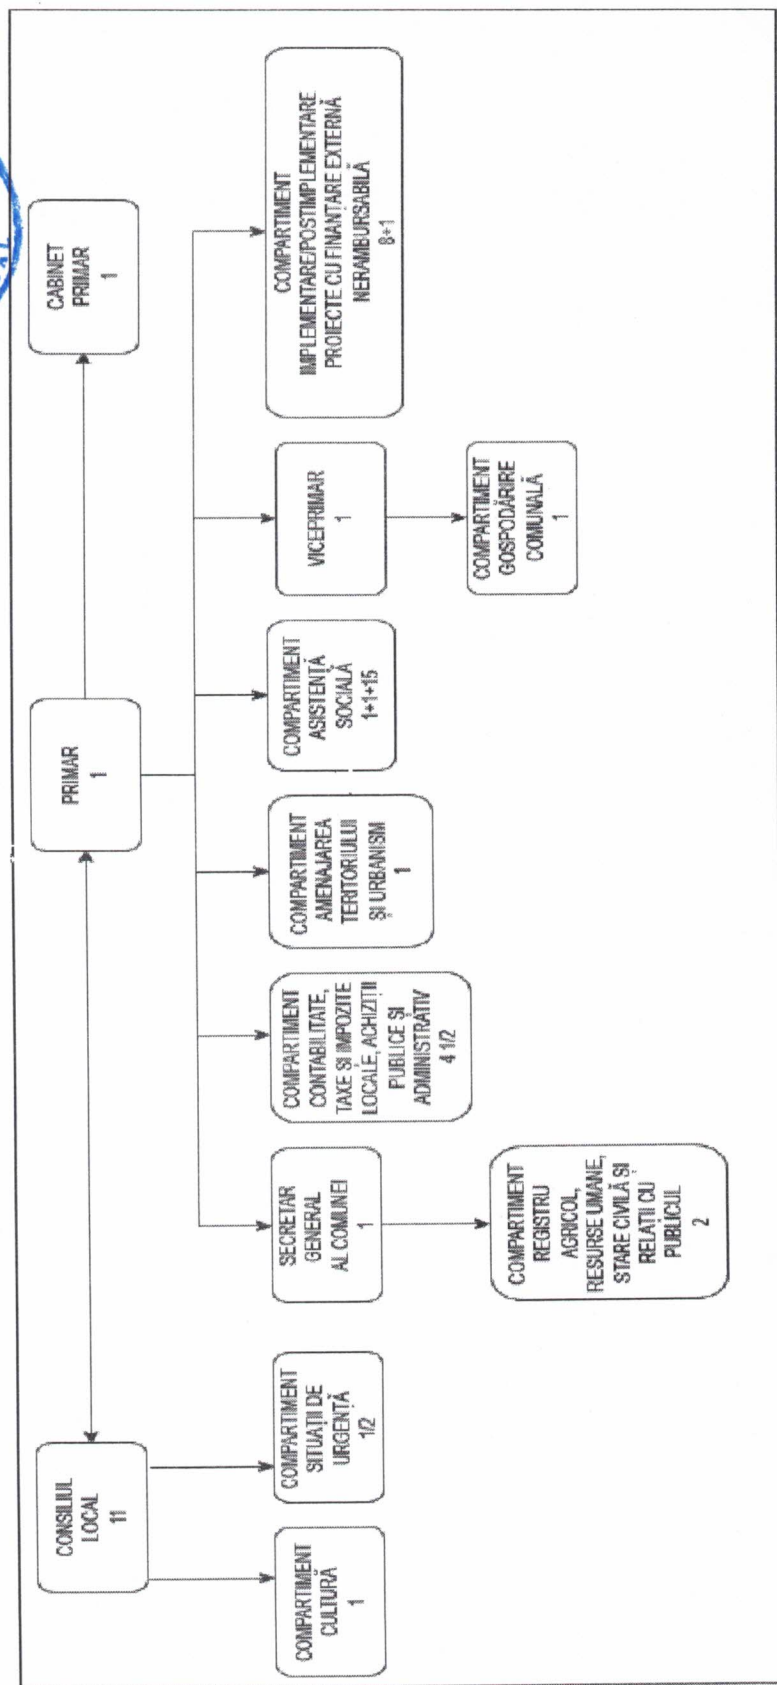 CONSILIUL
LOCAL
11
PRIMAR
1
CABINET
PRIMAR
1
COMPARTIMENT
CULTURĂ
1
COMPARTIMENT
SITUAȚII DE
URGENȚĂ
1/2
SECRETAR
GENERAL
AL COMUNEI
1
COMPARTIMENT
CONTABILITATE,
TAXE ȘI IMPOZITE
LOCALE, ACHIZIȚII
PUBLICE ȘI
ADMINISTRATIV
4 1/2
COMPARTIMENT
AMENAJAREA
TERITORIULUI
ȘI URBANISM
1
COMPARTIMENT
ASISTENȚĂ
SOCIALĂ
1+1+15
VICEPRIMAR
1
COMPARTIMENT
IMPLEMENTARE/POSTIMPLEMENTARE
PROIECTE CU FINANȚARE EXTERNĂ
NERAMBURSABILĂ
8+1
COMPARTIMENT
REGISTRU
AGRICOL,
RESURSE UMANE,
STARE CIVILĂ ȘI
RELAȚII CU
PUBLICUL
2
COMPARTIMENT
GOSPODĂRIRE
COMUNALĂ
1